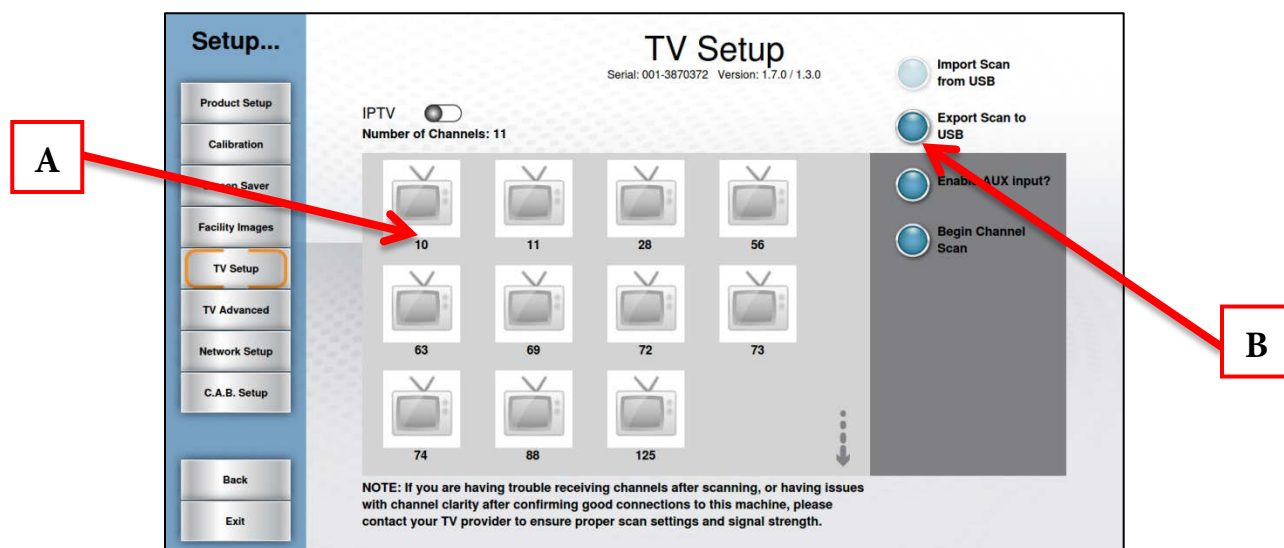 Setup...
Product Setup
Calibration
Saver
Facility Images
TV Setup
TV Advanced
Network Setup
C.A.B. Setup
Back
Exit
A
TV Setup
Serial: 001-3870372 Version: 1.7.0 / 1.3.0
IPTV
Number of Channels: 11
10 11 28 56
63 69 72 73
74 88 125
NOTE: If you are having trouble receiving channels after scanning, or having issues
with channel clarity after confirming good connections to this machine, please
contact your TV provider to ensure proper scan settings and signal strength.
Import Scan
from USB
Export Scan to
USB
Enable AUX input?
Begin Channel
Scan
B